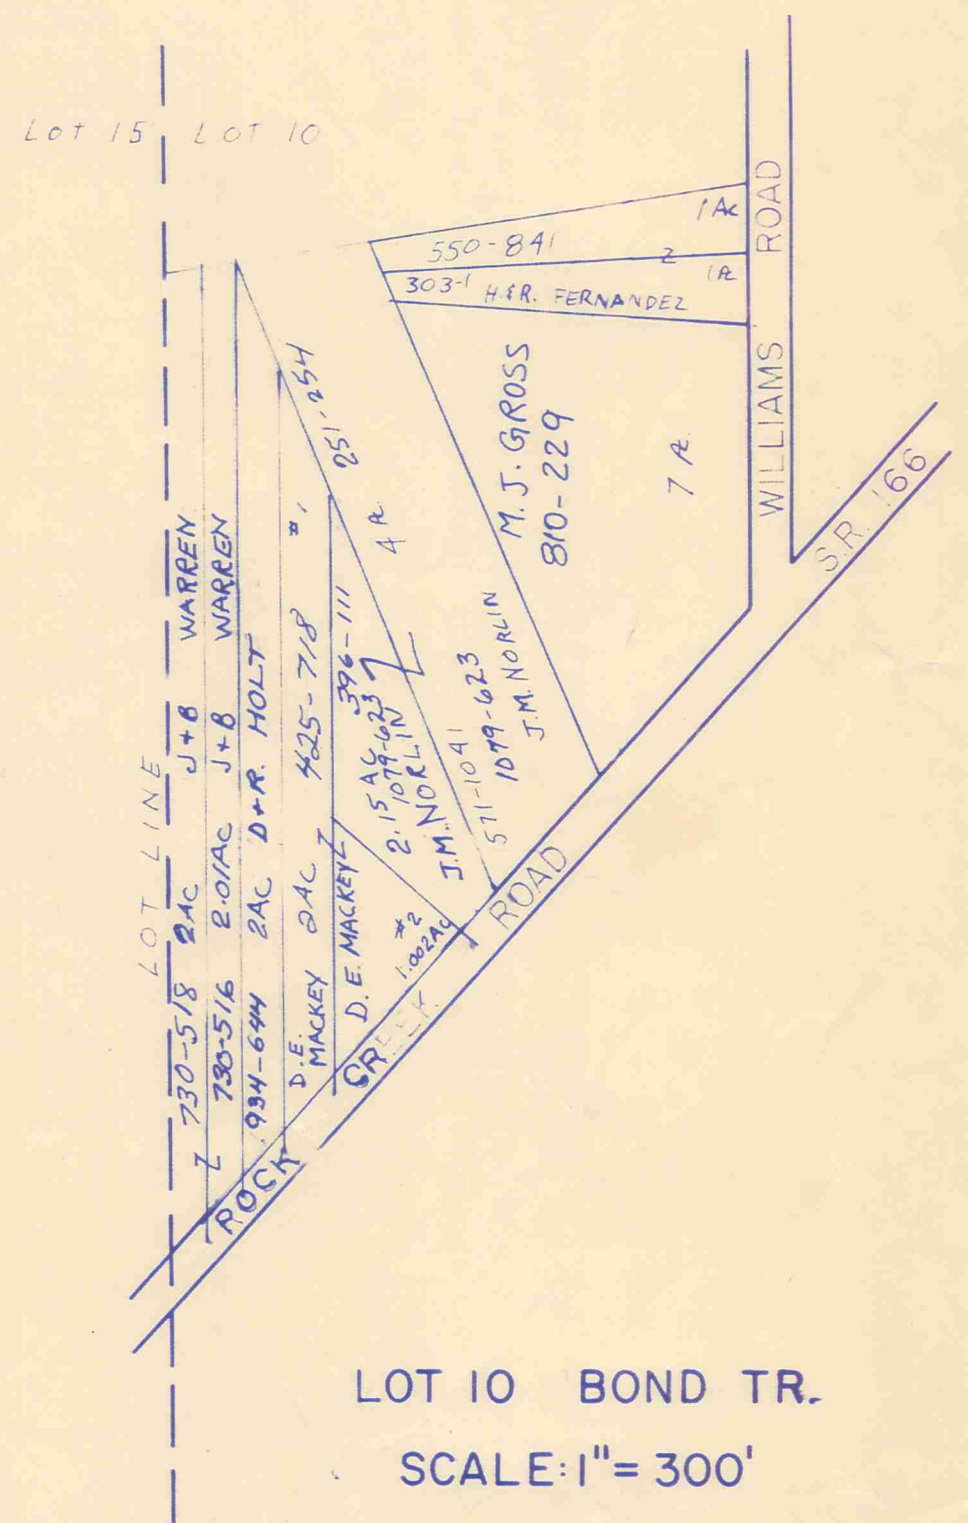 LOT 15 LOT 10
1 Ac
550-841
Z
1 A.
303-1 H.&R. FERNANDEZ
WILLIAMS ROAD
M. J. GROSS
810-229
7 A.
S.R. 166
251, 254
4 A
LOT LINE
730-518 2AC J+B WARREN
730-516 2.01AC J+B WARREN
934-644 2AC D+R. HOLT
D.E. MACKEY 2AC 425-718 #1
D. E. MACKEY 396-111
2.15 AC
1079-623
J.M. NORLIN
571-1041
1079-623
J.M. NORLIN
#2
1.002AC
ROCK CREEK ROAD
LOT 10 BOND TR.
SCALE: 1"= 300'